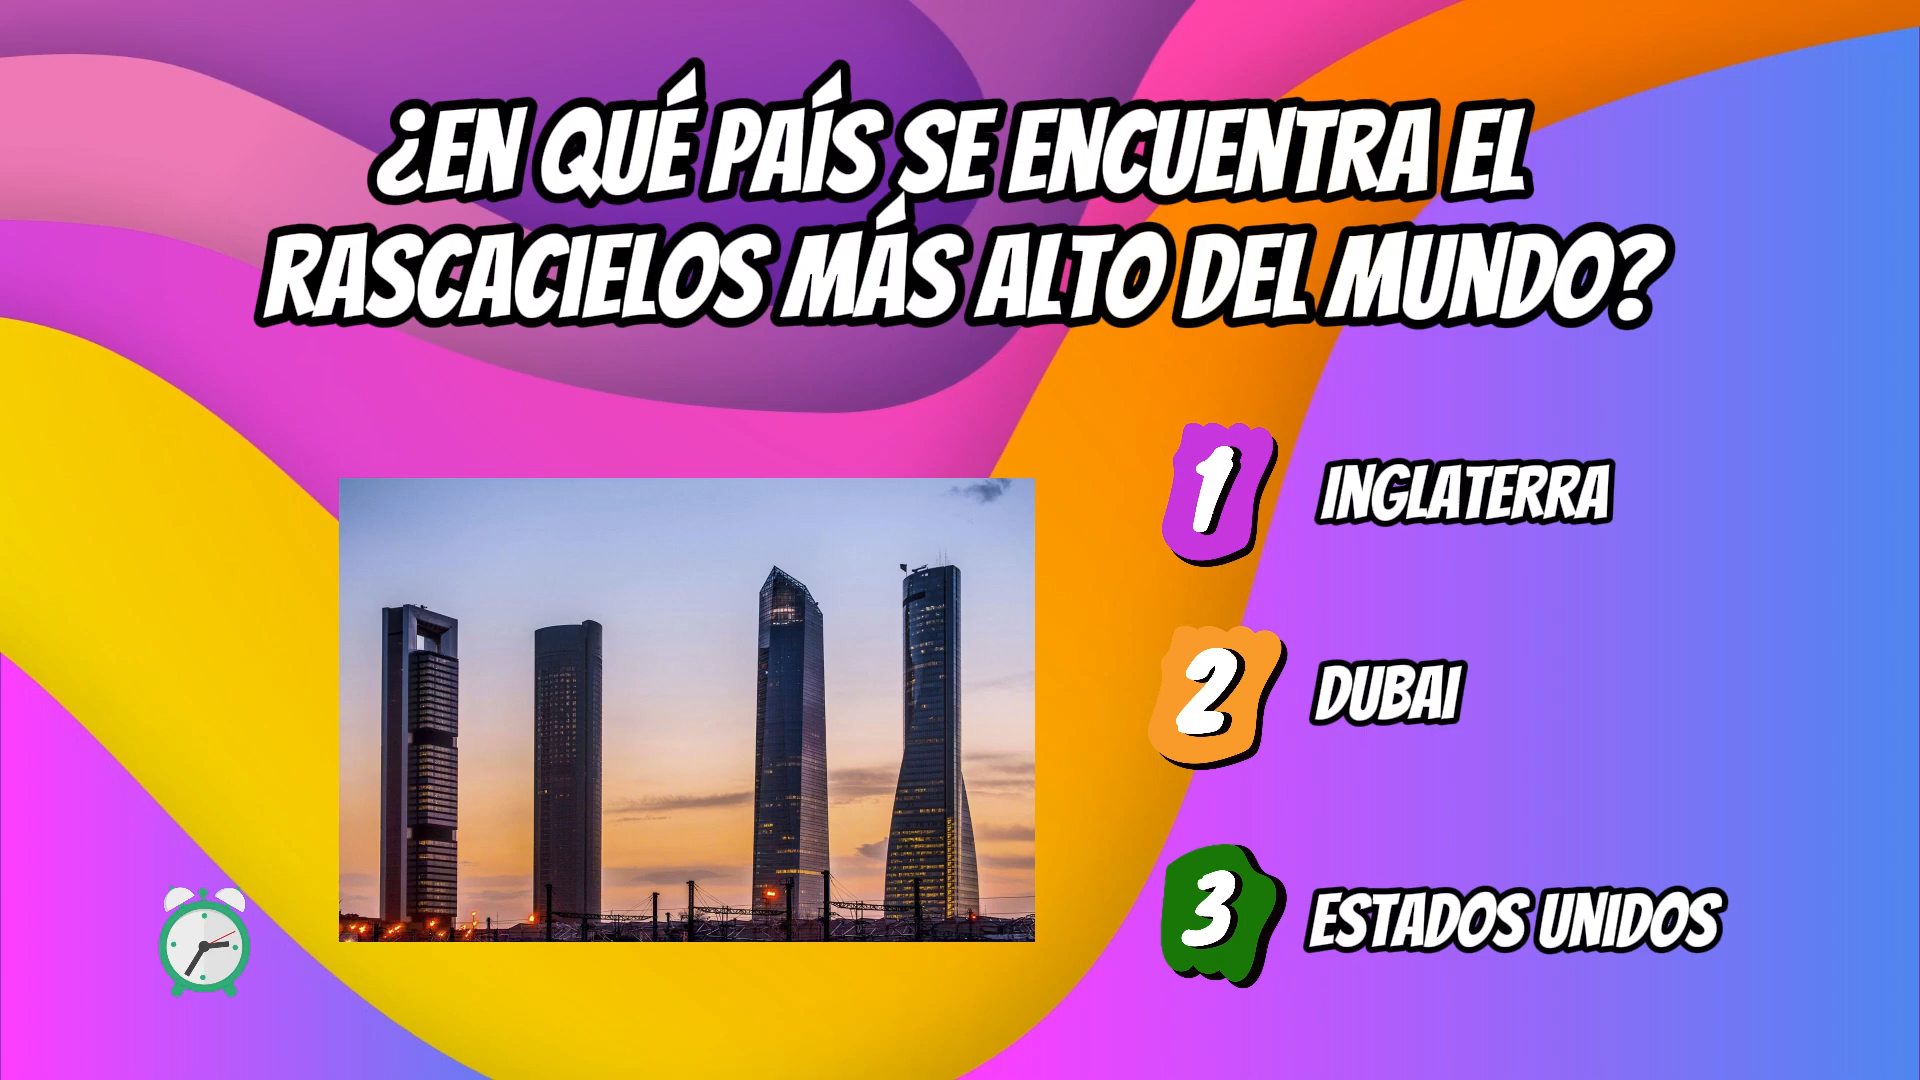 ¿EN QUÉ PAÍS SE ENCUENTRA EL
RASCACIELOS MÁS ALTO DEL MUNDO?
1 INGLATERRA
2 DUBAI
3 ESTADOS UNIDOS